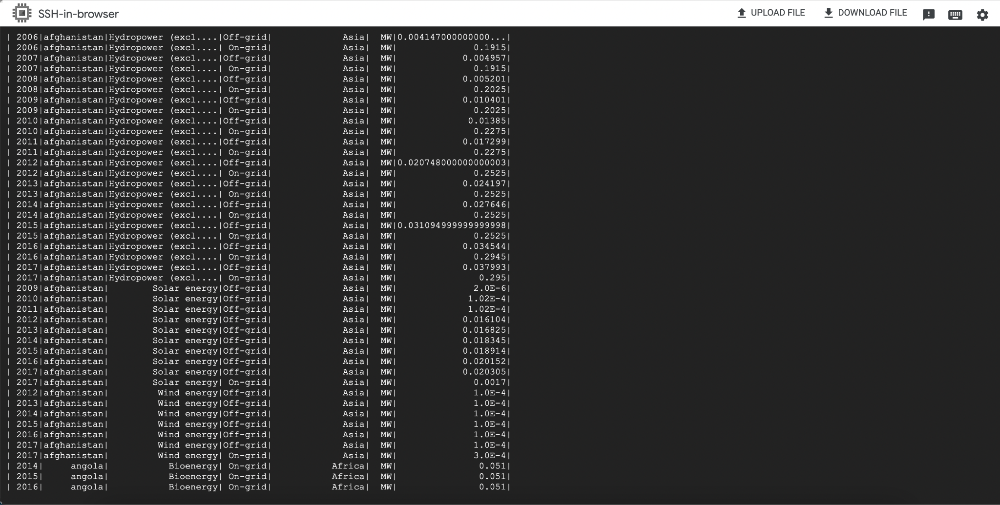 SSH-in-browser UPLOAD FILE DOWNLOAD FILE
| 2006|afghanistan|Hydropower (excl....|Off-grid|             Asia|  MW|0.004147000000000...|
| 2006|afghanistan|Hydropower (excl....| On-grid|             Asia|  MW|              0.1915|
| 2007|afghanistan|Hydropower (excl....|Off-grid|             Asia|  MW|            0.004957|
| 2007|afghanistan|Hydropower (excl....| On-grid|             Asia|  MW|              0.1915|
| 2008|afghanistan|Hydropower (excl....|Off-grid|             Asia|  MW|            0.005201|
| 2008|afghanistan|Hydropower (excl....| On-grid|             Asia|  MW|              0.2025|
| 2009|afghanistan|Hydropower (excl....|Off-grid|             Asia|  MW|            0.010401|
| 2009|afghanistan|Hydropower (excl....| On-grid|             Asia|  MW|              0.2025|
| 2010|afghanistan|Hydropower (excl....|Off-grid|             Asia|  MW|             0.01385|
| 2010|afghanistan|Hydropower (excl....| On-grid|             Asia|  MW|              0.2275|
| 2011|afghanistan|Hydropower (excl....|Off-grid|             Asia|  MW|            0.017299|
| 2011|afghanistan|Hydropower (excl....| On-grid|             Asia|  MW|              0.2275|
| 2012|afghanistan|Hydropower (excl....|Off-grid|             Asia|  MW|0.020748000000000003|
| 2012|afghanistan|Hydropower (excl....| On-grid|             Asia|  MW|              0.2525|
| 2013|afghanistan|Hydropower (excl....|Off-grid|             Asia|  MW|            0.024197|
| 2013|afghanistan|Hydropower (excl....| On-grid|             Asia|  MW|              0.2525|
| 2014|afghanistan|Hydropower (excl....|Off-grid|             Asia|  MW|            0.027646|
| 2014|afghanistan|Hydropower (excl....| On-grid|             Asia|  MW|              0.2525|
| 2015|afghanistan|Hydropower (excl....|Off-grid|             Asia|  MW|0.031094999999999998|
| 2015|afghanistan|Hydropower (excl....| On-grid|             Asia|  MW|              0.2525|
| 2016|afghanistan|Hydropower (excl....|Off-grid|             Asia|  MW|            0.034544|
| 2016|afghanistan|Hydropower (excl....| On-grid|             Asia|  MW|              0.2945|
| 2017|afghanistan|Hydropower (excl....|Off-grid|             Asia|  MW|            0.037993|
| 2017|afghanistan|Hydropower (excl....| On-grid|             Asia|  MW|               0.295|
| 2009|afghanistan|        Solar energy|Off-grid|             Asia|  MW|              2.0E-6|
| 2010|afghanistan|        Solar energy|Off-grid|             Asia|  MW|             1.02E-4|
| 2011|afghanistan|        Solar energy|Off-grid|             Asia|  MW|             1.02E-4|
| 2012|afghanistan|        Solar energy|Off-grid|             Asia|  MW|            0.016104|
| 2013|afghanistan|        Solar energy|Off-grid|             Asia|  MW|            0.016825|
| 2014|afghanistan|        Solar energy|Off-grid|             Asia|  MW|            0.018345|
| 2015|afghanistan|        Solar energy|Off-grid|             Asia|  MW|            0.018914|
| 2016|afghanistan|        Solar energy|Off-grid|             Asia|  MW|            0.020152|
| 2017|afghanistan|        Solar energy|Off-grid|             Asia|  MW|            0.020305|
| 2017|afghanistan|        Solar energy| On-grid|             Asia|  MW|              0.0017|
| 2012|afghanistan|         Wind energy|Off-grid|             Asia|  MW|              1.0E-4|
| 2013|afghanistan|         Wind energy|Off-grid|             Asia|  MW|              1.0E-4|
| 2014|afghanistan|         Wind energy|Off-grid|             Asia|  MW|              1.0E-4|
| 2015|afghanistan|         Wind energy|Off-grid|             Asia|  MW|              1.0E-4|
| 2016|afghanistan|         Wind energy|Off-grid|             Asia|  MW|              1.0E-4|
| 2017|afghanistan|         Wind energy|Off-grid|             Asia|  MW|              1.0E-4|
| 2017|afghanistan|         Wind energy| On-grid|             Asia|  MW|              3.0E-4|
| 2014|     angola|           Bioenergy| On-grid|           Africa|  MW|               0.051|
| 2015|     angola|           Bioenergy| On-grid|           Africa|  MW|               0.051|
| 2016|     angola|           Bioenergy| On-grid|           Africa|  MW|               0.051|